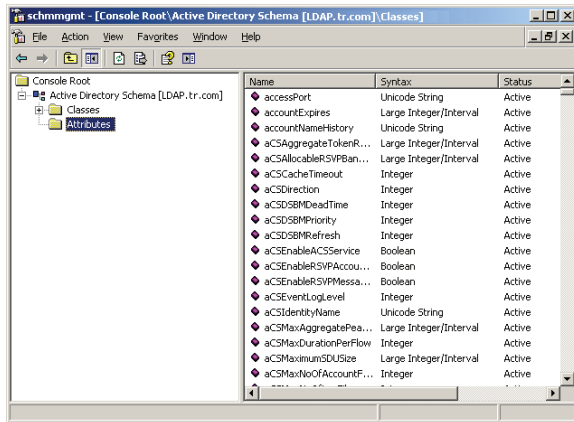 schmmgmt - [Console Root\Active Directory Schema [LDAP.tr.com]\Classes]
File Action View Favorites Window Help
Console Root
Active Directory Schema [LDAP.tr.com]
Classes
Attributes
Name Syntax Status
accessPort Unicode String Active
accountExpires Large Integer/Interval Active
accountNameHistory Unicode String Active
aCSAggregateTokenR... Large Integer/Interval Active
aCSAllocableRSVPBan... Large Integer/Interval Active
aCSCacheTimeout Integer Active
aCSDirection Integer Active
aCSDSBMDeadTime Integer Active
aCSDSBMPriority Integer Active
aCSDSBMRefresh Integer Active
aCSEnableACSService Boolean Active
aCSEnableRSVPAccou... Boolean Active
aCSEnableRSVPMessa... Boolean Active
aCSEventLogLevel Integer Active
aCSIdentityName Unicode String Active
aCSMaxAggregatePea... Large Integer/Interval Active
aCSMaxDurationPerFlow Integer Active
aCSMaximumSDUSize Large Integer/Interval Active
aCSMaxNoOfAccountF... Integer Active